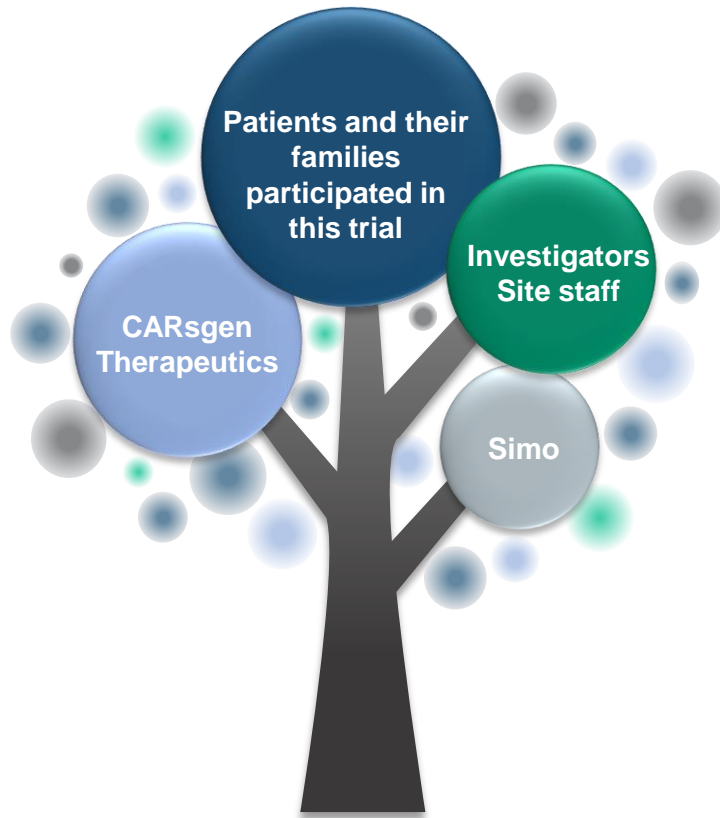 Patients and their
families
participated in
this trial
Investigators
Site staff
CARsgen
Therapeutics
Simo